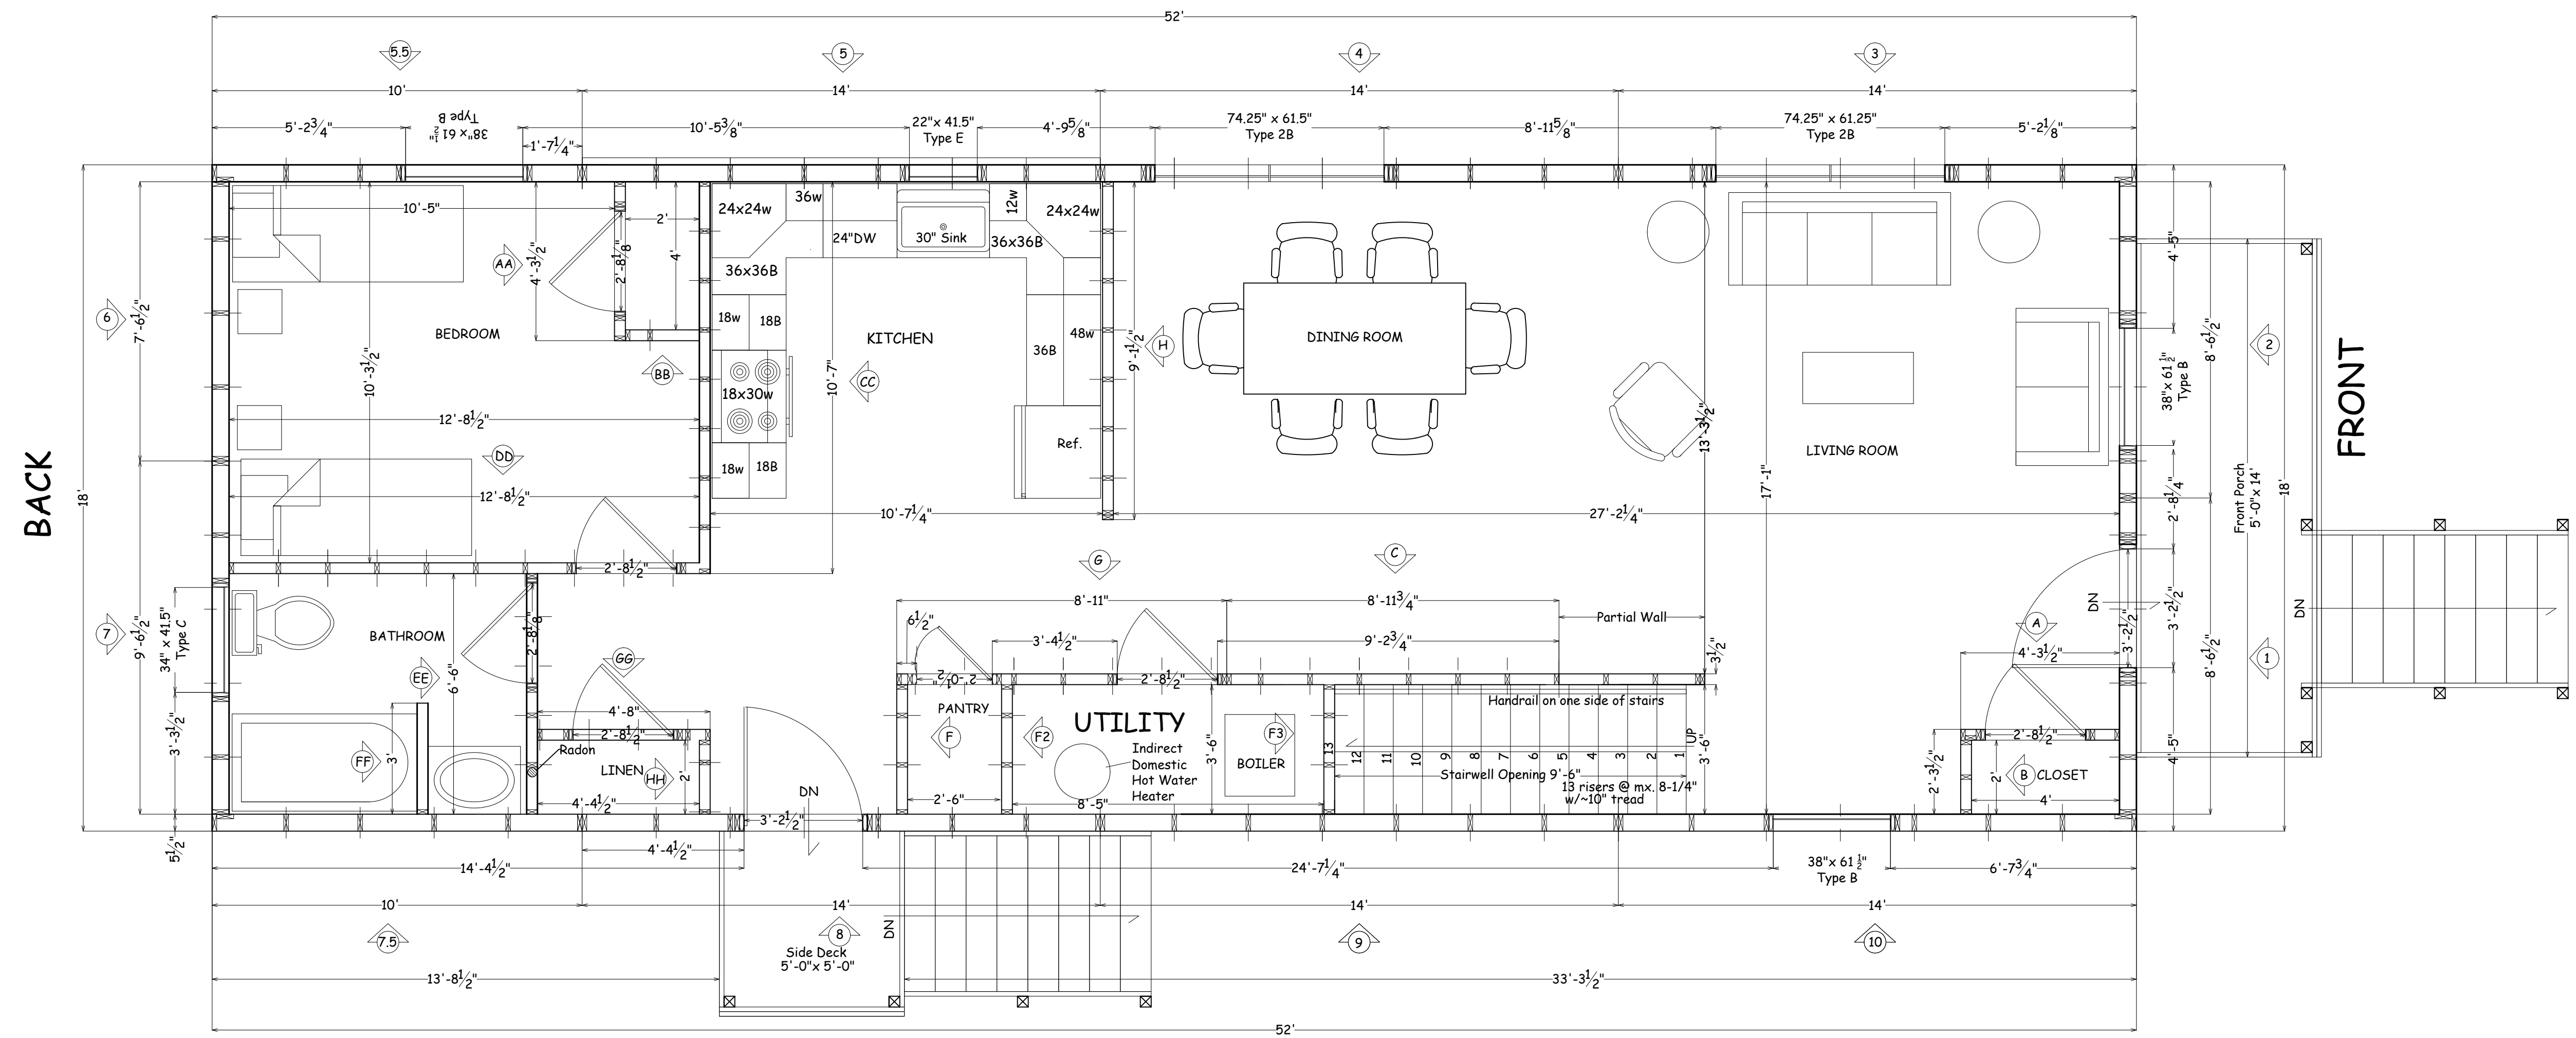 52'
5.5
5
4
3
10'
14'
14'
14'
5'-2 3/4"
38"x 61 1/2"
Type B
1'-7 1/4"
10'-5 3/8"
22"x 41.5"
Type E
4'-9 5/8"
74.25" x 61.5"
Type 2B
8'-11 5/8"
74.25" x 61.25"
Type 2B
5'-2 1/8"
BACK
18'
6
7'-6 1/2"
7
9'-6 1/2"
34" x 41.5"
Type C
3'-3 1/2"
5 1/2"
10'-5"
AA
4'-3 1/2"
2'-8 1/8"
2'
4'
BEDROOM
BB
10'-3 1/2"
12'-8 1/2"
DD
12'-8 1/2"
2'-8 1/2"
24x24w
36w
24"DW
30" Sink
12w
24x24w
36x36B
36x36B
18w
18B
KITCHEN
48w
36B
CC
18x30w
18w
18B
Ref.
10'-7"
10'-7 1/4"
9'-1 1/2"
H
DINING ROOM
27'-2 1/4"
13'-3 1/2"
17'-1"
LIVING ROOM
4'-5"
38"x 61 1/2"
Type B
8'-6 1/2"
2'-8 1/4"
3'-2 1/2"
3'-2 1/2"
8'-6 1/2"
4'-5"
Front Porch
5'-0"x 14'
2
1
18'
FRONT
DN
DN
BATHROOM
EE
6'-6"
2'-8 1/8"
GG
FF
3'
4'-8"
2'-8 1/2"
Radon
LINEN
HH
2'
4'-4 1/2"
G
C
8'-11"
8'-11 3/4"
6 1/2"
3'-4 1/2"
9'-2 3/4"
Partial Wall
3 1/2"
2'-0 1/2"
2'-8 1/2"
PANTRY
F
2'-6"
F2
UTILITY
Indirect
Domestic
Hot Water
Heater
8'-5"
3'-6"
F3
BOILER
Handrail on one side of stairs
13
12
11
10
9
8
7
6
5
4
3
2
1
UP
3'-6"
Stairwell Opening 9'-6"
13 risers @ mx. 8-1/4"
w/~10" tread
A
4'-3 1/2"
2'-8 1/2"
2'-3 1/2"
2'
B
CLOSET
4'
DN
3'-2 1/2"
4'-4 1/2"
14'-4 1/2"
24'-7 1/4"
38"x 61 1/2"
Type B
6'-7 3/4"
10'
14'
14'
14'
7.5
8
DN
9
10
Side Deck
5'-0"x 5'-0"
13'-8 1/2"
33'-3 1/2"
52'